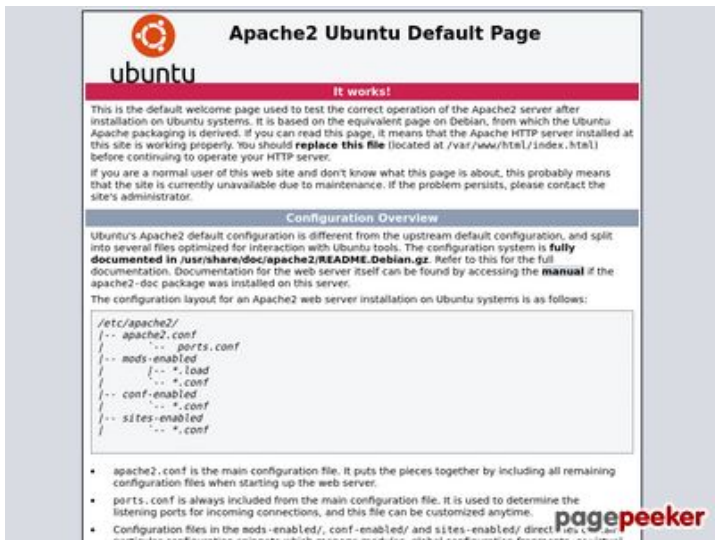 Apache2 Ubuntu Default Page
ubuntu
It works!
This is the default welcome page used to test the correct operation of the Apache2 server after
installation on Ubuntu systems. It is based on the equivalent page on Debian, from which the Ubuntu
Apache packaging is derived. If you can read this page, it means that the Apache HTTP server installed at
this site is working properly. You should replace this file (located at /var/www/html/index.html)
before continuing to operate your HTTP server.
If you are a normal user of this web site and don't know what this page is about, this probably means
that the site is currently unavailable due to maintenance. If the problem persists, please contact the
site's administrator.
Configuration Overview
Ubuntu's Apache2 default configuration is different from the upstream default configuration, and split
into several files optimized for interaction with Ubuntu tools. The configuration system is fully
documented in /usr/share/doc/apache2/README.Debian.gz. Refer to this for the full
documentation. Documentation for the web server itself can be found by accessing the manual if the
apache2-doc package was installed on this server.
The configuration layout for an Apache2 web server installation on Ubuntu systems is as follows:
/etc/apache2/
|-- apache2.conf
|       `--  ports.conf
|-- mods-enabled
|       |-- *.load
|       `-- *.conf
|-- conf-enabled
|       `-- *.conf
|-- sites-enabled
|       `-- *.conf
• apache2.conf is the main configuration file. It puts the pieces together by including all remaining
configuration files when starting up the web server.
• ports.conf is always included from the main configuration file. It is used to determine the
listening ports for incoming connections, and this file can be customized anytime.
• Configuration files in the mods-enabled/, conf-enabled/ and sites-enabled/
pagepeeker